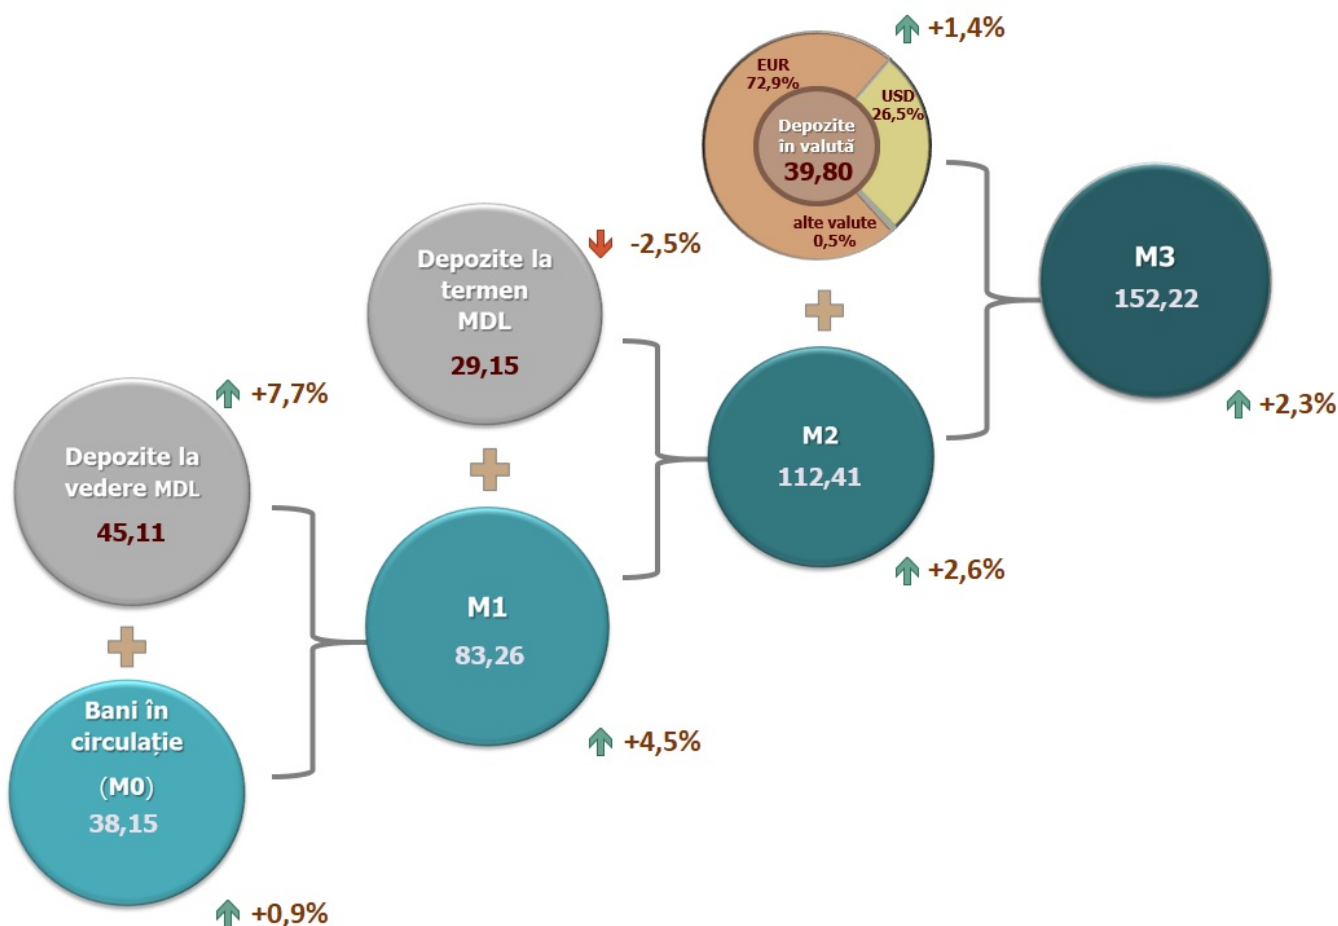 +1,4%
EUR
72,9%
USD
26,5%
Depozite
în valută
39,80
alte valute
0,5%
-2,5%
Depozite la
termen
MDL
29,15
M3
152,22
+2,3%
+7,7%
Depozite la
vedere MDL
45,11
M2
112,41
+2,6%
M1
83,26
+4,5%
Bani în
circulație
(M0)
38,15
+0,9%